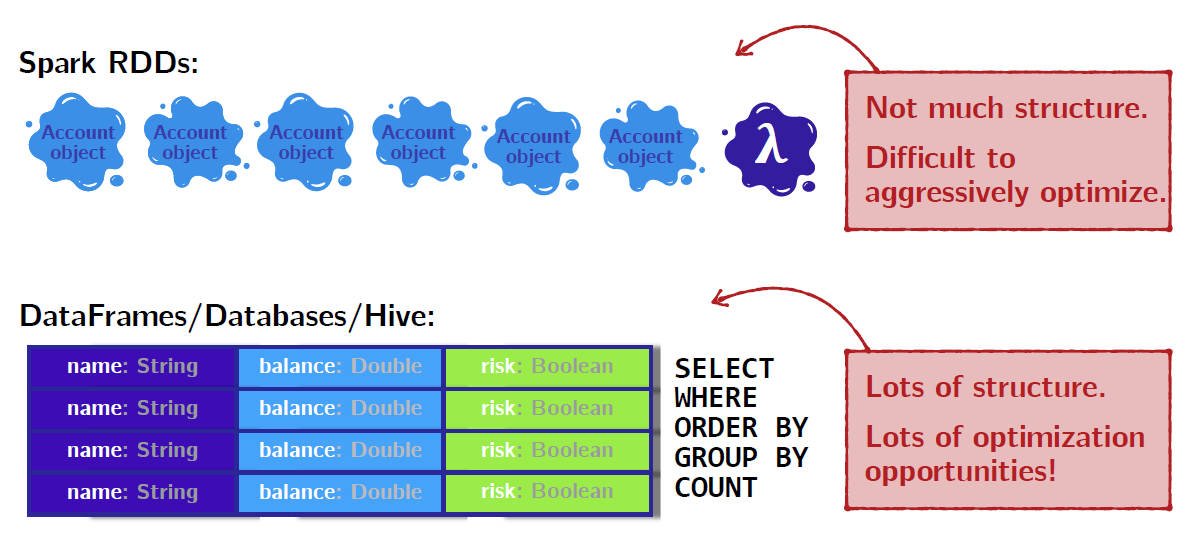 Spark RDDs:
Account object
Account object
Account object
Account object
Account object
Account object
λ
Not much structure.
Difficult to
aggressively optimize.
DataFrames/Databases/Hive:
name: String balance: Double risk: Boolean
name: String balance: Double risk: Boolean
name: String balance: Double risk: Boolean
name: String balance: Double risk: Boolean
SELECT
WHERE
ORDER BY
GROUP BY
COUNT
Lots of structure.
Lots of optimization
opportunities!